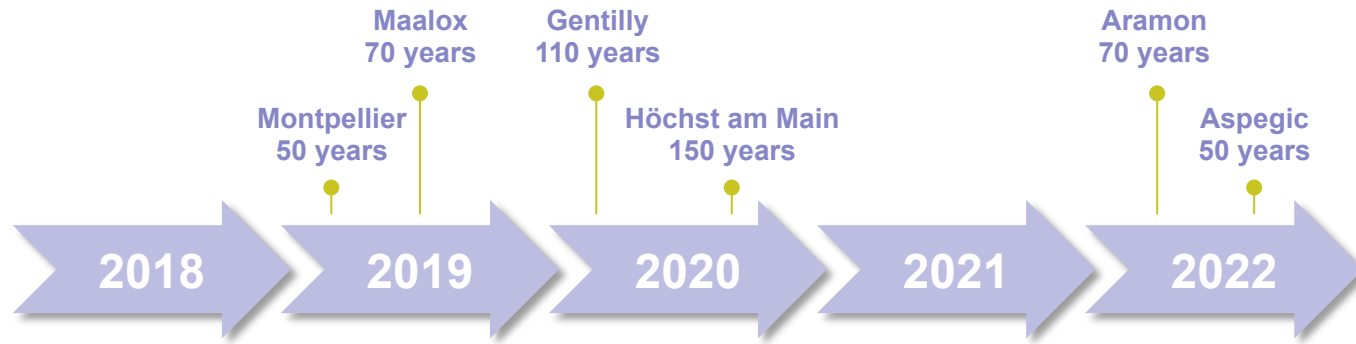 Maalox
70 years
Gentilly
110 years
Aramon
70 years
Montpellier
50 years
Höchst am Main
150 years
Aspegic
50 years
2018
2019
2020
2021
2022